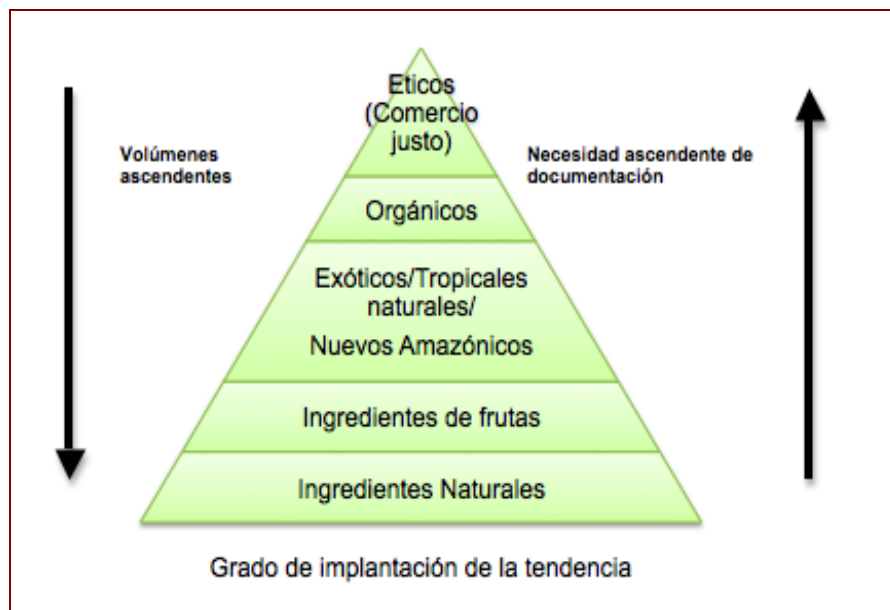 Eticos
(Comercio
justo)
Volúmenes
ascendentes
Necesidad ascendente de
documentación
Orgánicos
Exóticos/Tropicales
naturales/
Nuevos Amazónicos
Ingredientes de frutas
Ingredientes Naturales
Grado de implantación de la tendencia